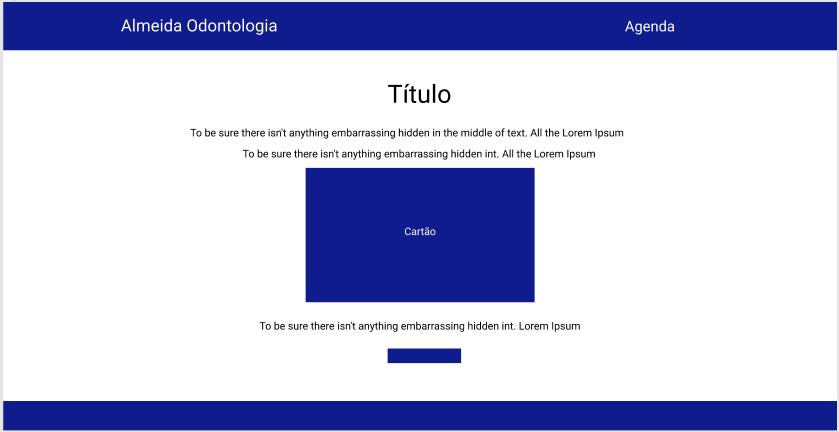 Almeida Odontologia
Agenda
Título
To be sure there isn't anything embarrassing hidden in the middle of text. All the Lorem Ipsum
To be sure there isn't anything embarrassing hidden int. All the Lorem Ipsum
Cartão
To be sure there isn't anything embarrassing hidden int. Lorem Ipsum